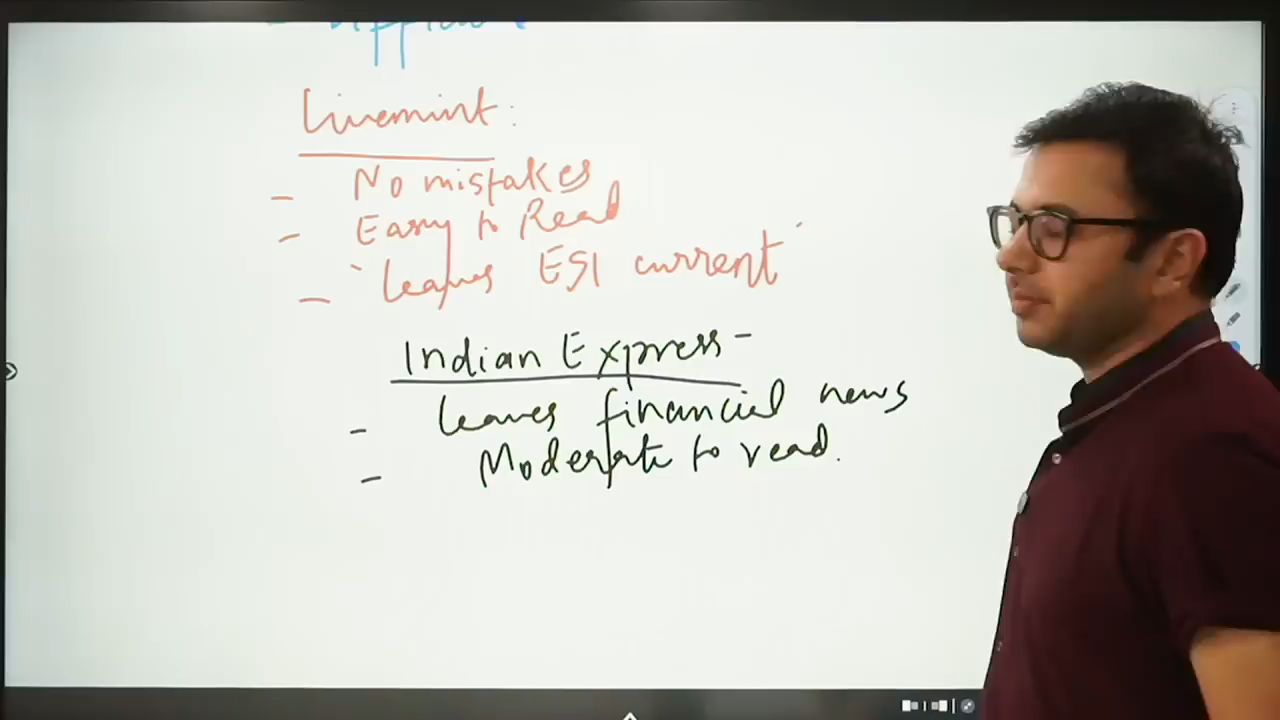 Livemint:
- No mistakes
- Easy to Read
- "leaves ESI current"
Indian Express -
- leaves financial news
- Moderate to read.